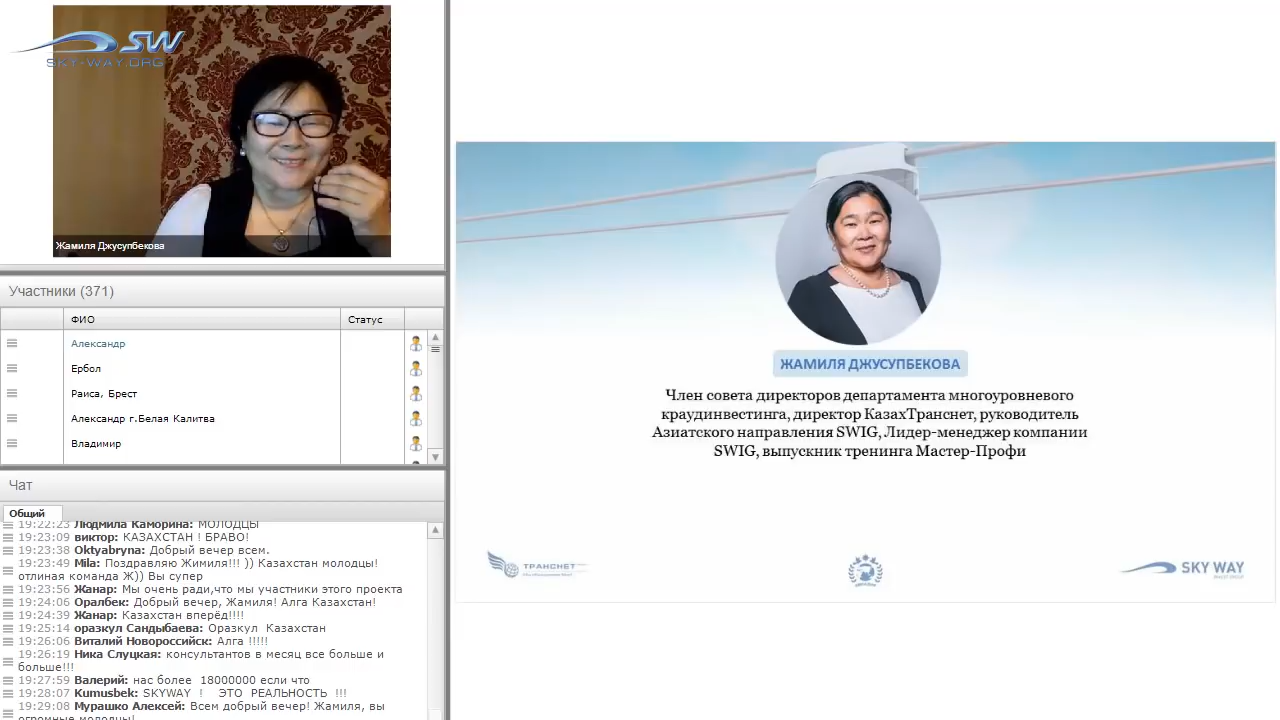 SW
SKY-WAY.ORG
Жамиля Джусупбекова
Участники (371)
ФИО
Статус
Александр
Ербол
Раиса, Брест
Александр г.Белая Калитва
Владимир
Чат
Общий
19:22:23 Людмила Каморина: МОЛОДЦЫ
19:23:09 виктор: КАЗАХСТАН ! БРАВО!
19:23:38 Oktyabryna: Добрый вечер всем.
19:23:49 Mila: Поздравляю Жимиля!!! )) Казахстан молодцы!
отлиная команда Ж)) Вы супер
19:23:56 Жанар: Мы очень ради,что мы участники этого проекта
19:24:06 Оралбек: Добрый вечер, Жамиля! Алга Казахстан!
19:24:39 Жанар: Казахстан вперёд!!!!
19:25:14 оразкул Сандыбаева: Оразкул Казахстан
19:26:06 Виталий Новороссийск: Алга !!!!!
19:26:19 Ника Слуцкая: консультантов в месяц все больше и
больше!!!
19:27:59 Валерий: нас более 18000000 если что
19:28:07 Kumusbek: SKYWAY ! ЭТО РЕАЛЬНОСТЬ !!!
19:29:08 Мурашко Алексей: Всем добрый вечер! Жамиля, вы
огромные молодцы!
ЖАМИЛЯ ДЖУСУПБЕКОВА
Член совета директоров департамента многоуровневого
краудинвестинга, директор КазахТранснет, руководитель
Азиатского направления SWIG, Лидер-менеджер компании
SWIG, выпускник тренинга Мастер-Профи
ТРАНСНЕТ
SKY WAY